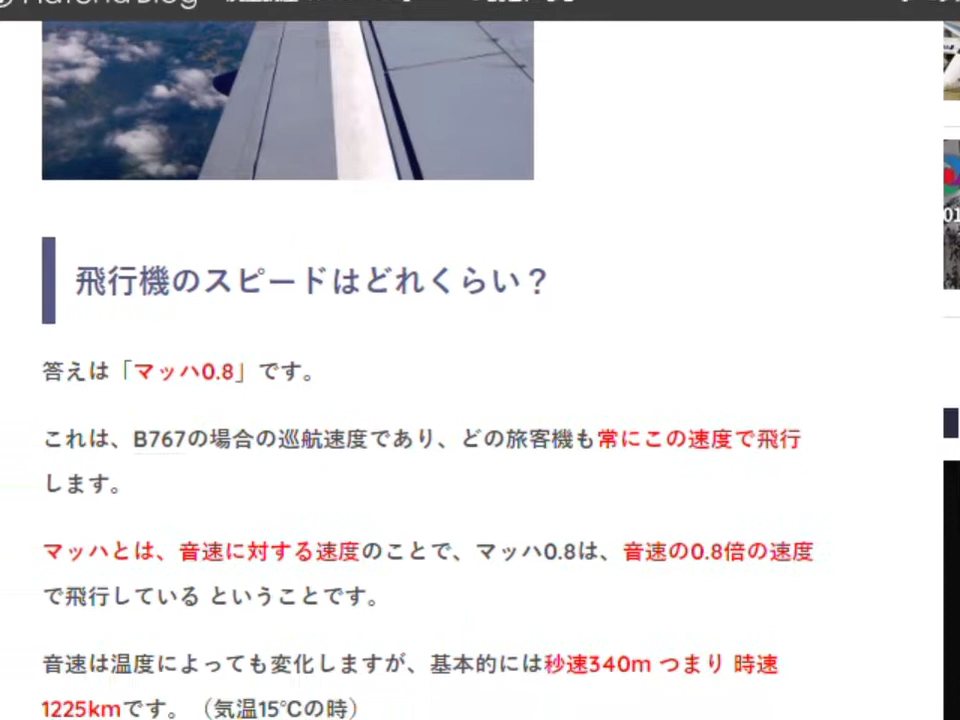 Hatena Blog
飛行機のスピードはどれくらい？
答えは「マッハ0.8」です。
これは、B767の場合の巡航速度であり、どの旅客機も常にこの速度で飛行
します。
マッハとは、音速に対する速度のことで、マッハ0.8は、音速の0.8倍の速度
で飛行している ということです。
音速は温度によっても変化しますが、基本的には秒速340m つまり 時速
1225kmです。（気温15℃の時）